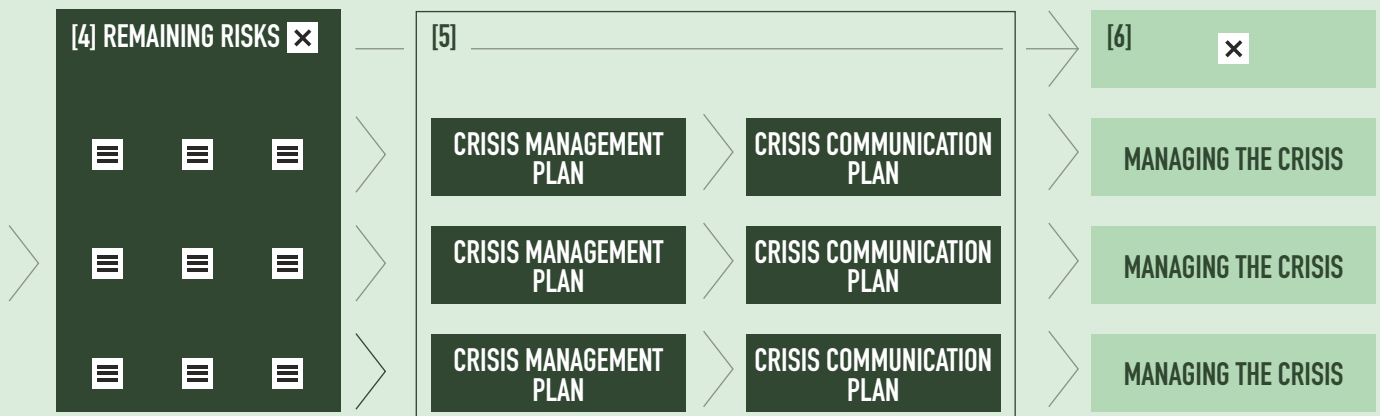 [4] REMAINING RISKS
[5]
[6]
CRISIS MANAGEMENT
PLAN
CRISIS COMMUNICATION
PLAN
MANAGING THE CRISIS
CRISIS MANAGEMENT
PLAN
CRISIS COMMUNICATION
PLAN
MANAGING THE CRISIS
CRISIS MANAGEMENT
PLAN
CRISIS COMMUNICATION
PLAN
MANAGING THE CRISIS